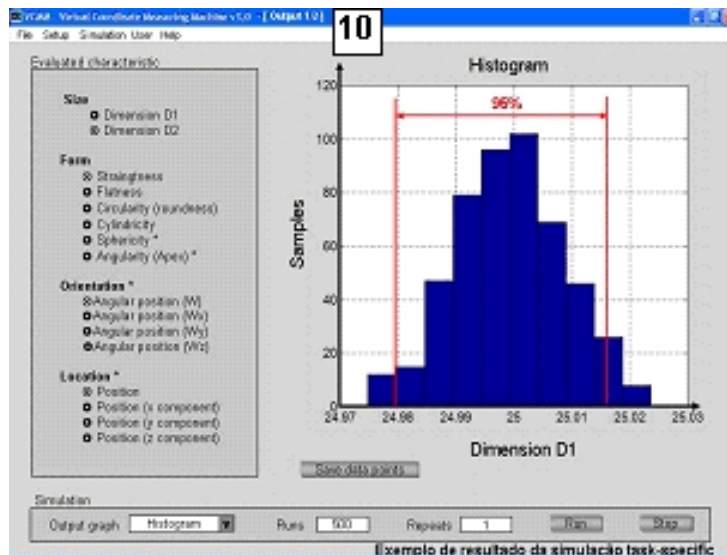 VCMM - Virtual Coordinate Measuring Machine v 5.0 - [ Output 1/2 ]
10
File Setup Simulation User Help
Evaluated characteristic
Size
Dimension D1
Dimension D2
Form
Straingtness
Flatness
Circularity (roundness)
Cylindricity
Sphericity *
Angularity (Apex) *
Orientation *
Angular position (W)
Angular position (Wx)
Angular position (Wy)
Angular position (Wz)
Location *
Position
Position (x component)
Position (y component)
Position (z component)
Histogram
95%
Samples
120
100
80
60
40
20
0
24.97 24.98 24.99 25 25.01 25.02 25.03
Dimension D1
Save data points
Simulation
Output graph Histogram Runs 500 Repeats 1 Run Stop
Exemplo de resultado da simulação task-specific